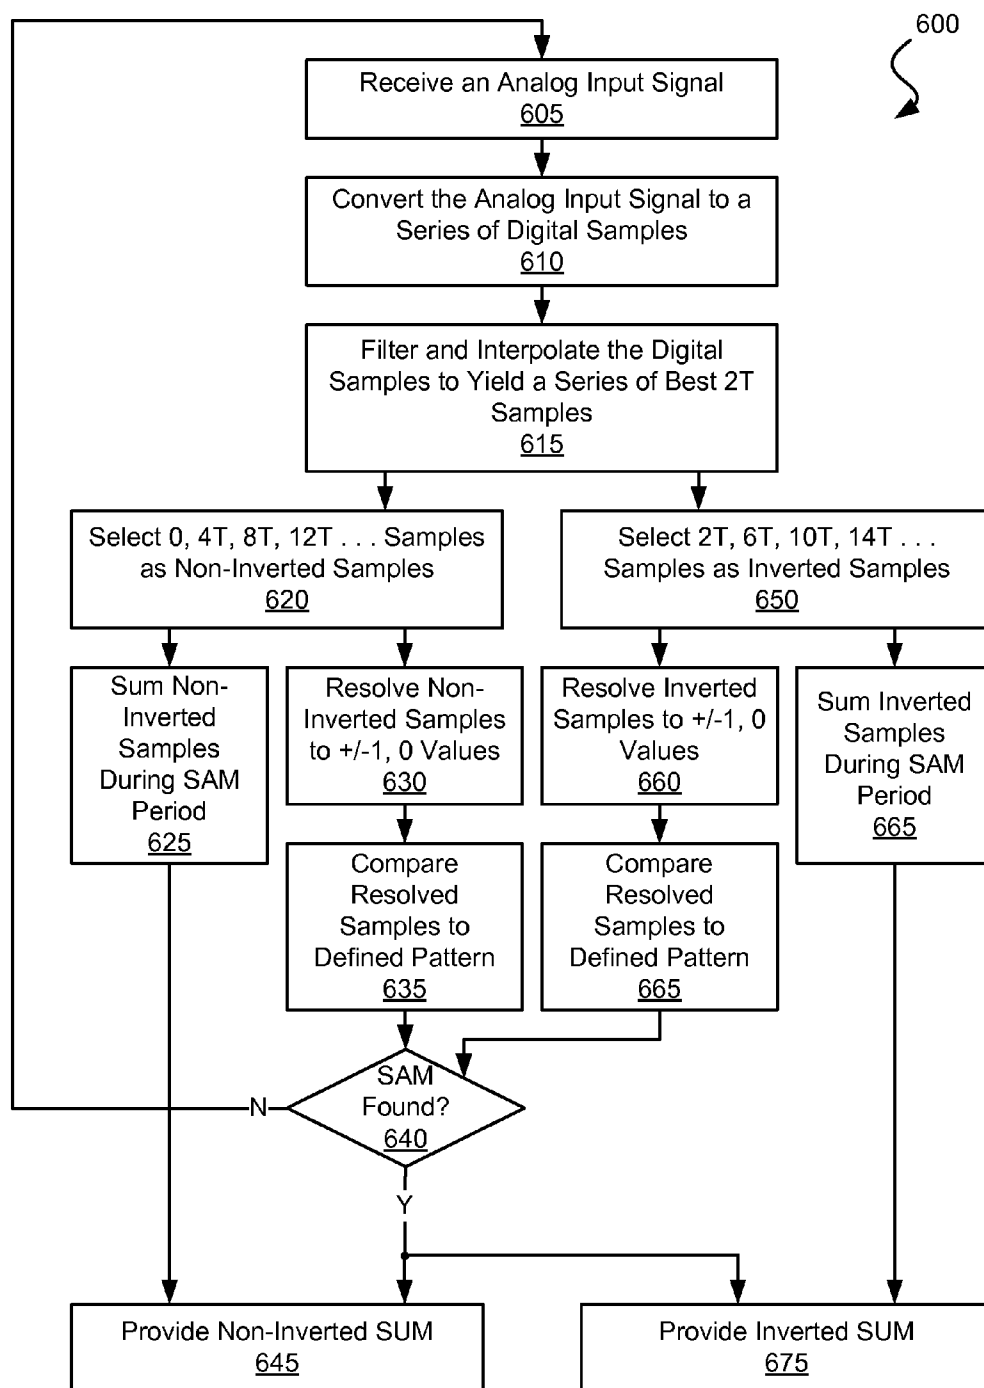 600
Receive an Analog Input Signal
605
Convert the Analog Input Signal to a
Series of Digital Samples
610
Filter and Interpolate the Digital
Samples to Yield a Series of Best 2T
Samples
615
Select 0, 4T, 8T, 12T . . . Samples
as Non-Inverted Samples
620
Select 2T, 6T, 10T, 14T . . .
Samples as Inverted Samples
650
Sum Non-
Inverted
Samples
During SAM
Period
625
Resolve Non-
Inverted Samples
to +/-1, 0 Values
630
Resolve Inverted
Samples to +/-1, 0
Values
660
Sum Inverted
Samples
During SAM
Period
665
Compare
Resolved
Samples to
Defined Pattern
635
Compare
Resolved
Samples to
Defined Pattern
665
SAM
Found?
640
N
Y
Provide Non-Inverted SUM
645
Provide Inverted SUM
675